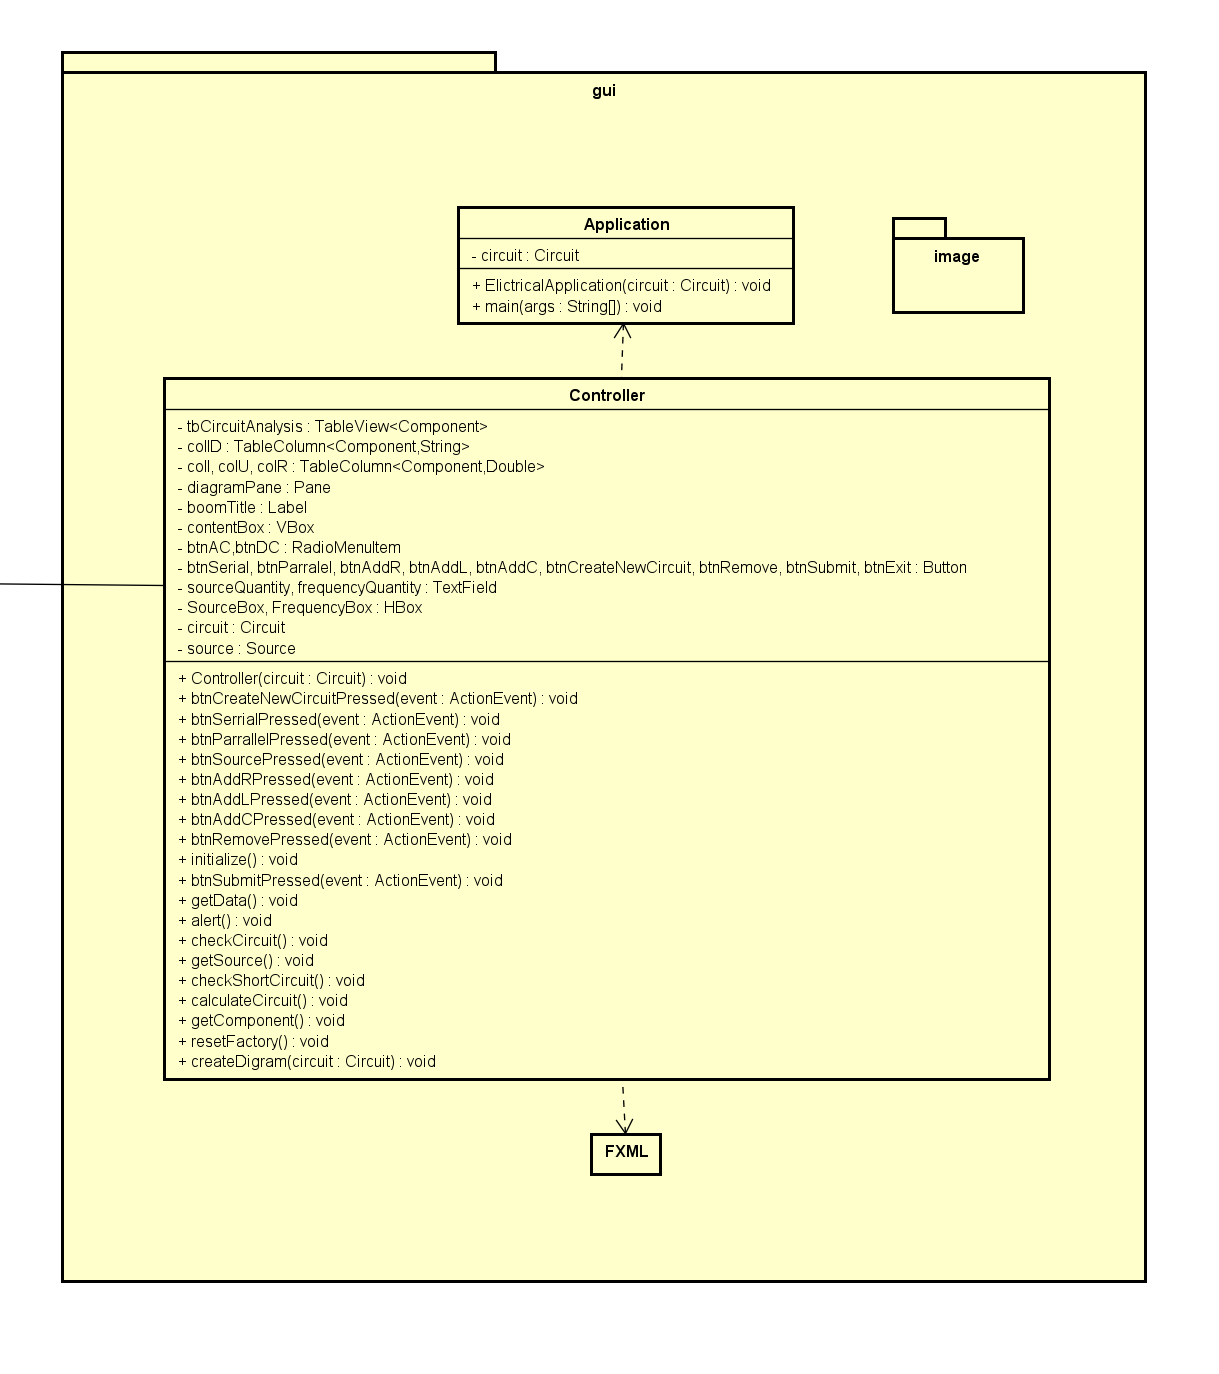 gui
Application
- circuit : Circuit
+ ElictricalApplication(circuit : Circuit) : void
+ main(args : String[]) : void
image
Controller
- tbCircuitAnalysis : TableView<Component>
- colID : TableColumn<Component,String>
- colI, colU, colR : TableColumn<Component,Double>
- diagramPane : Pane
- boomTitle : Label
- contentBox : VBox
- btnAC,btnDC : RadioMenuItem
- btnSerial, btnParralel, btnAddR, btnAddL, btnAddC, btnCreateNewCircuit, btnRemove, btnSubmit, btnExit : Button
- sourceQuantity, frequencyQuantity : TextField
- SourceBox, FrequencyBox : HBox
- circuit : Circuit
- source : Source
+ Controller(circuit : Circuit) : void
+ btnCreateNewCircuitPressed(event : ActionEvent) : void
+ btnSerrialPressed(event : ActionEvent) : void
+ btnParrallelPressed(event : ActionEvent) : void
+ btnSourcePressed(event : ActionEvent) : void
+ btnAddRPressed(event : ActionEvent) : void
+ btnAddLPressed(event : ActionEvent) : void
+ btnAddCPressed(event : ActionEvent) : void
+ btnRemovePressed(event : ActionEvent) : void
+ initialize() : void
+ btnSubmitPressed(event : ActionEvent) : void
+ getData() : void
+ alert() : void
+ checkCircuit() : void
+ getSource() : void
+ checkShortCircuit() : void
+ calculateCircuit() : void
+ getComponent() : void
+ resetFactory() : void
+ createDigram(circuit : Circuit) : void
FXML